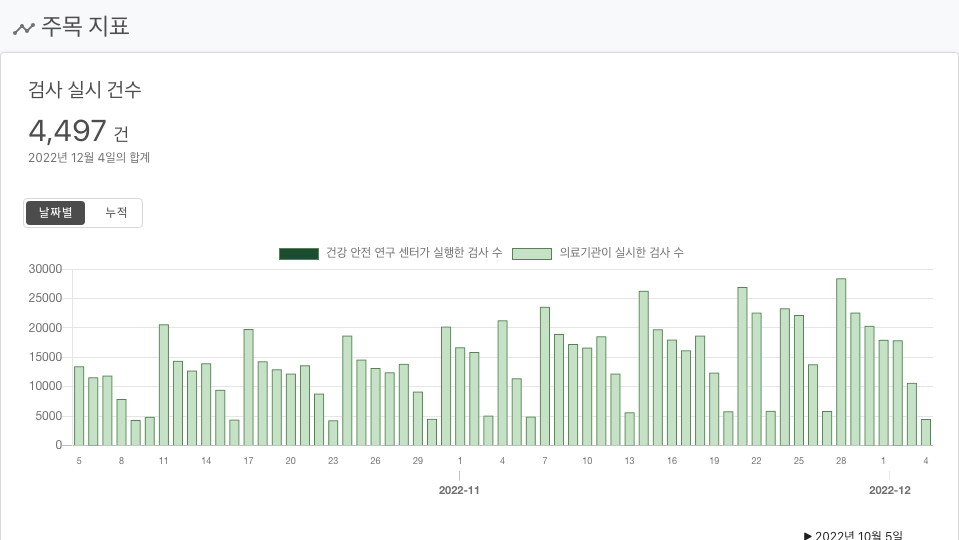 주목 지표
검사 실시 건수
4,497 건
2022년 12월 4일의 합계
날짜별 누적
건강 안전 연구 센터가 실행한 검사 수 의료기관이 실시한 검사 수
30000
25000
20000
15000
10000
5000
0
5 8 11 14 17 20 23 26 29 1 4 7 10 13 16 19 22 25 28 1 4
2022-11 2022-12
▶ 2022년 10월 5일